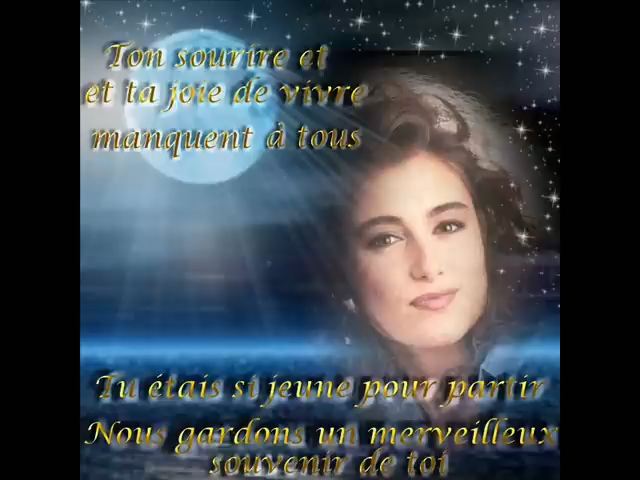 Ton sourire et
et ta joie de vivre
manquent à tous
Tu étais si jeune pour partir
Nous gardons un merveilleux
souvenir de toi